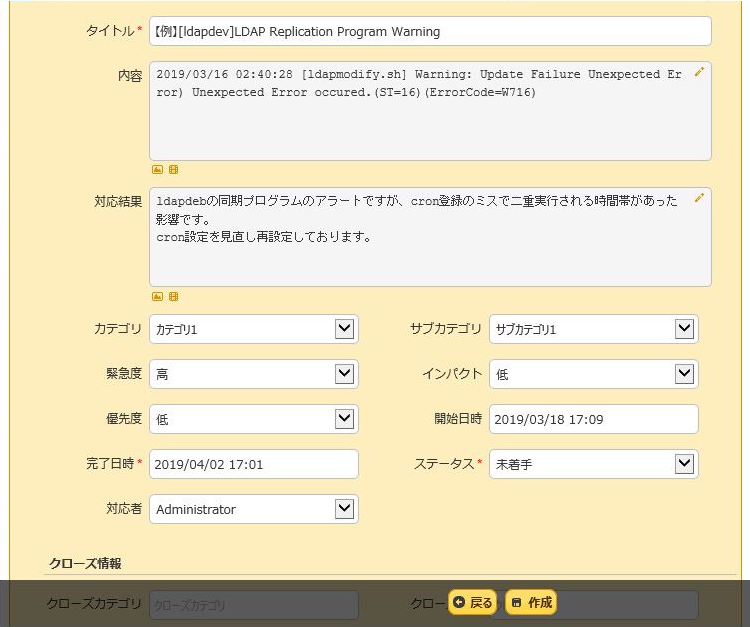 タイトル* 【例】[ldapdev]LDAP Replication Program Warning
内容 2019/03/16 02:40:28 [ldapmodify.sh] Warning: Update Failure Unexpected Er
ror) Unexpected Error occured.(ST=16)(ErrorCode=W716)
対応結果 ldapdebの同期プログラムのアラートですが、cron登録のミスで二重実行される時間帯があった
影響です。
cron設定を見直し再設定しております。
カテゴリ カテゴリ1 サブカテゴリ サブカテゴリ1
緊急度 高 インパクト 低
優先度 低 開始日時 2019/03/18 17:09
完了日時* 2019/04/02 17:01 ステータス* 未着手
対応者 Administrator
クローズ情報
クローズカテゴリ クローズカテゴリ クロー 戻る 作成